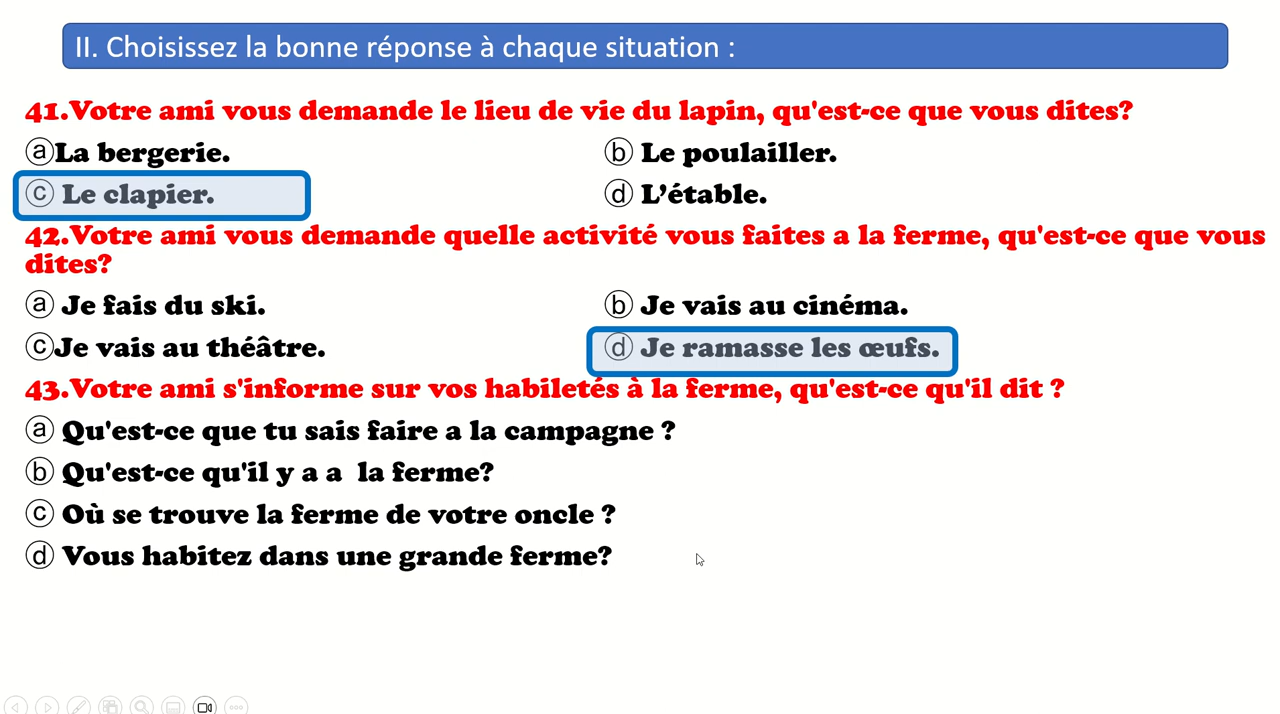 II. Choisissez la bonne réponse à chaque situation :
41.Votre ami vous demande le lieu de vie du lapin, qu'est-ce que vous dites?
ⓐLa bergerie. ⓑ Le poulailler.
ⓒ Le clapier. ⓓ L’étable.
42.Votre ami vous demande quelle activité vous faites a la ferme, qu'est-ce que vous
dites?
ⓐ Je fais du ski. ⓑ Je vais au cinéma.
ⓒJe vais au théâtre. ⓓ Je ramasse les œufs.
43.Votre ami s'informe sur vos habiletés à la ferme, qu'est-ce qu'il dit ?
ⓐ Qu'est-ce que tu sais faire a la campagne ?
ⓑ Qu'est-ce qu'il y a a la ferme?
ⓒ Où se trouve la ferme de votre oncle ?
ⓓ Vous habitez dans une grande ferme?